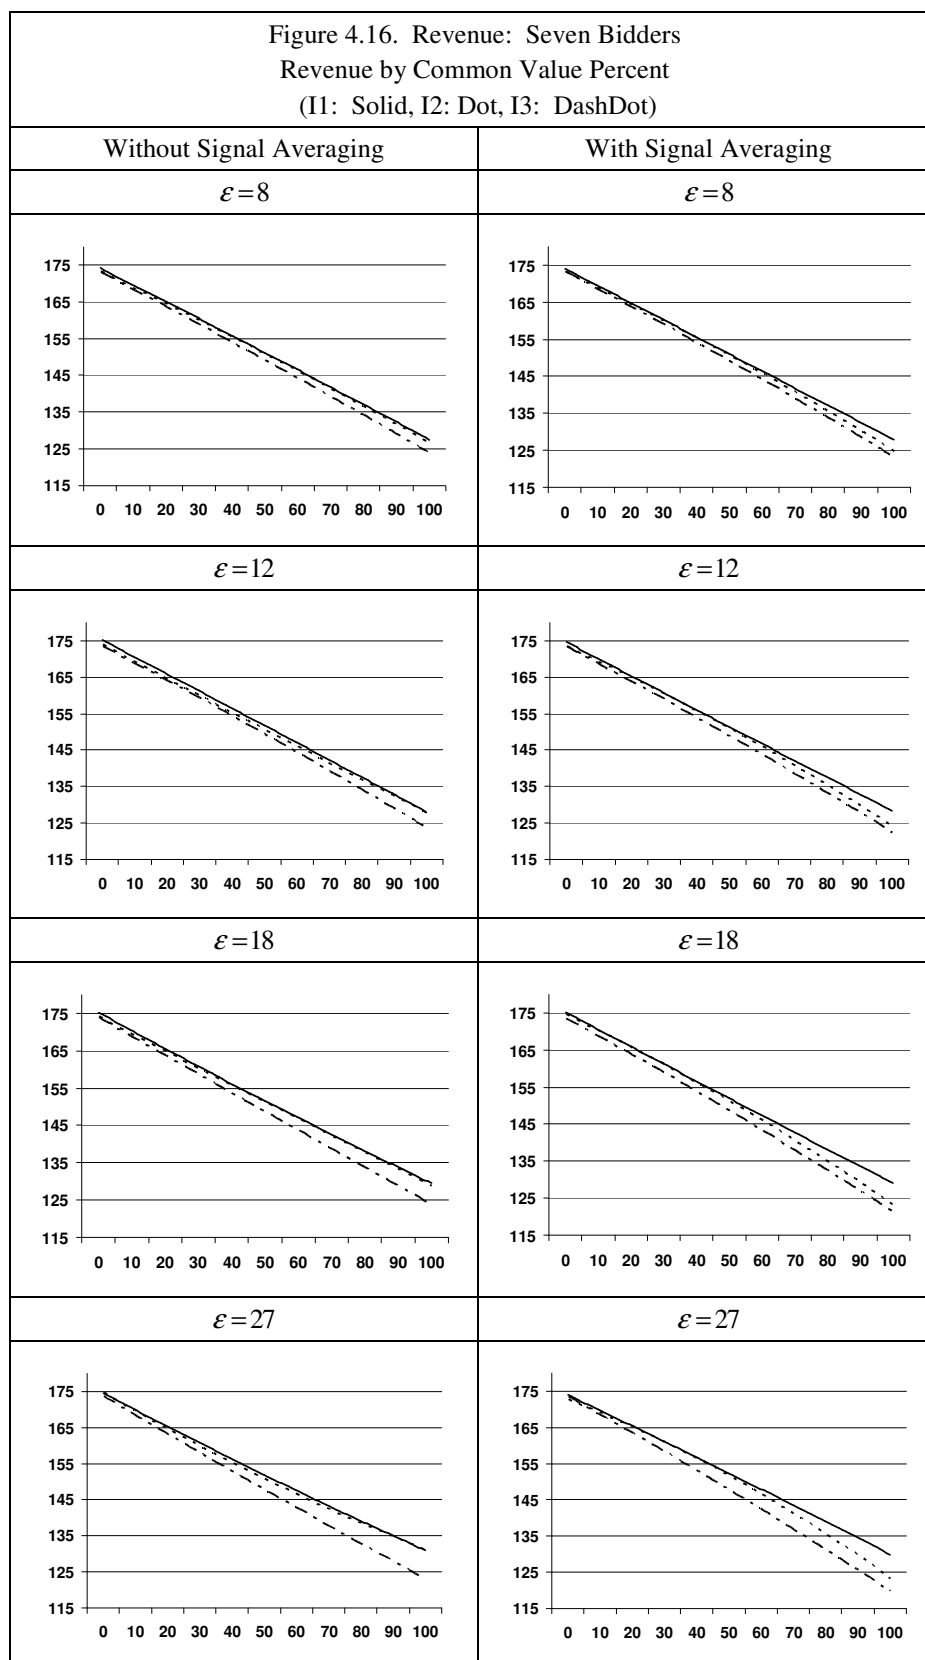 Figure 4.16. Revenue: Seven Bidders
Revenue by Common Value Percent
(I1: Solid, I2: Dot, I3: DashDot)
Without Signal Averaging
With Signal Averaging
ε=8
ε=8
175
165
155
145
135
125
115
0 10 20 30 40 50 60 70 80 90 100
175
165
155
145
135
125
115
0 10 20 30 40 50 60 70 80 90 100
ε=12
ε=12
175
165
155
145
135
125
115
0 10 20 30 40 50 60 70 80 90 100
175
165
155
145
135
125
115
0 10 20 30 40 50 60 70 80 90 100
ε=18
ε=18
175
165
155
145
135
125
115
0 10 20 30 40 50 60 70 80 90 100
175
165
155
145
135
125
115
0 10 20 30 40 50 60 70 80 90 100
ε=27
ε=27
175
165
155
145
135
125
115
0 10 20 30 40 50 60 70 80 90 100
175
165
155
145
135
125
115
0 10 20 30 40 50 60 70 80 90 100